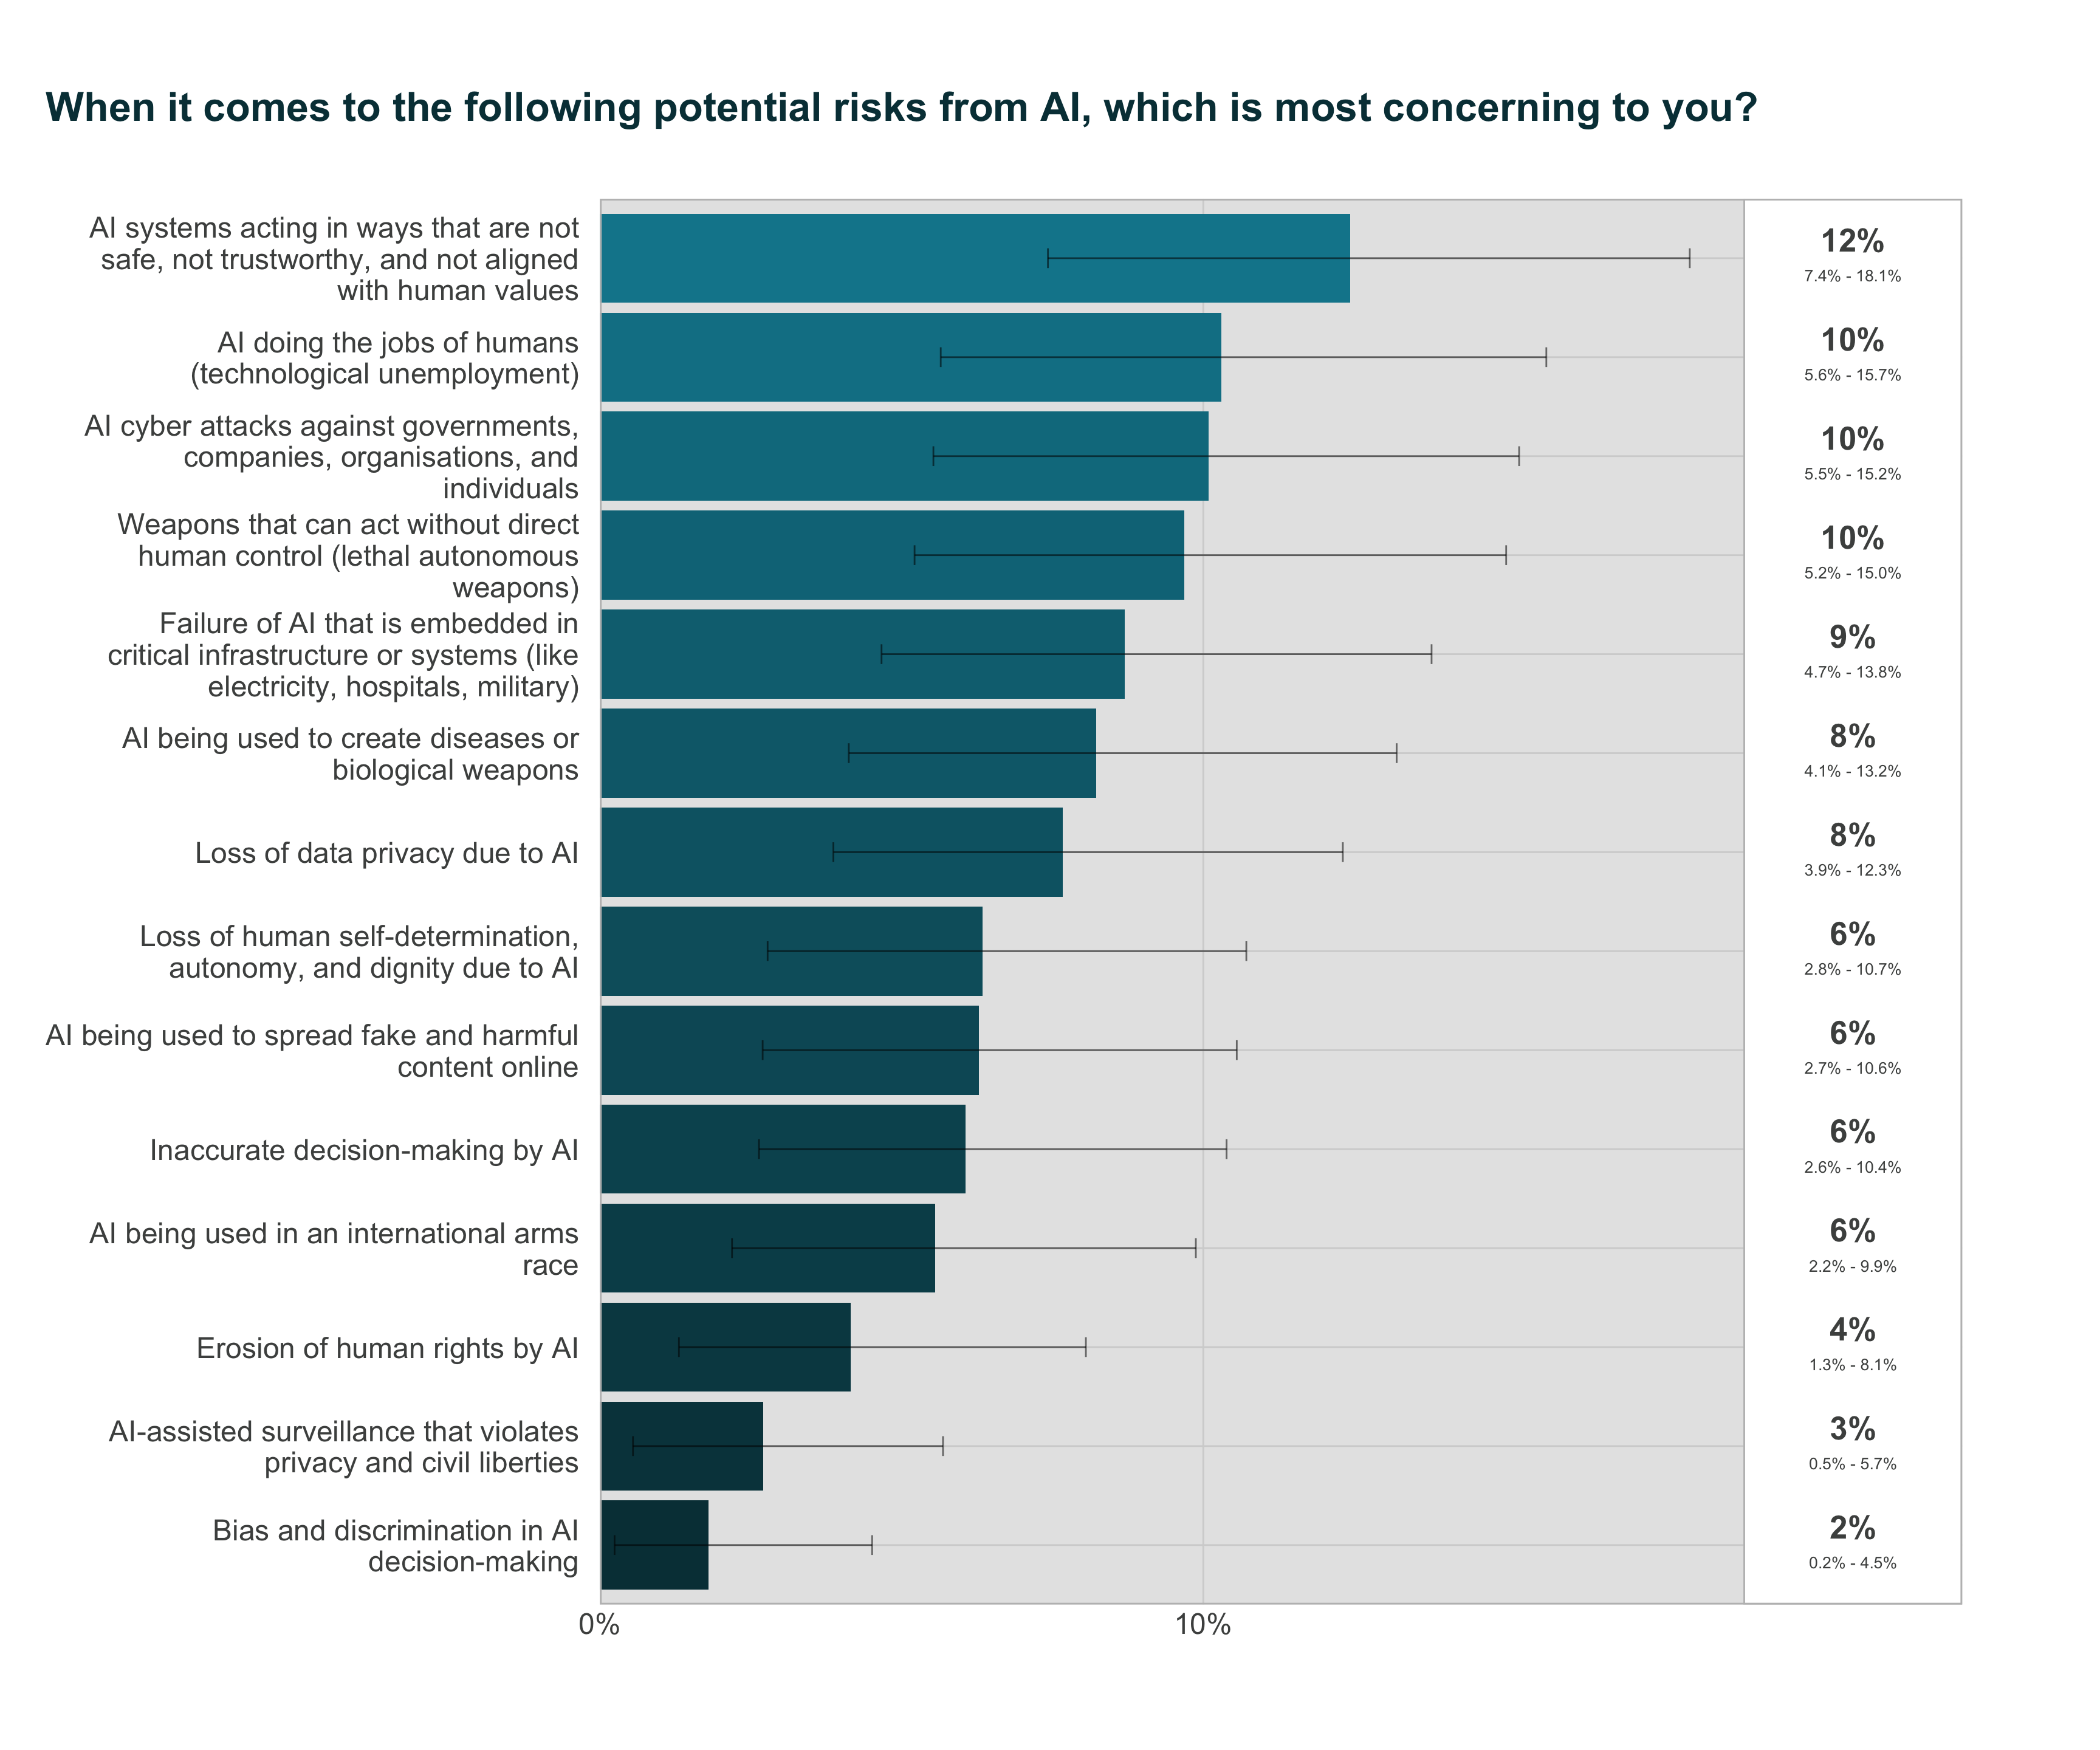 When it comes to the following potential risks from AI, which is most concerning to you?
AI systems acting in ways that are not
safe, not trustworthy, and not aligned
with human values
12%
7.4% - 18.1%
AI doing the jobs of humans
(technological unemployment)
10%
5.6% - 15.7%
AI cyber attacks against governments,
companies, organisations, and
individuals
10%
5.5% - 15.2%
Weapons that can act without direct
human control (lethal autonomous
weapons)
10%
5.2% - 15.0%
Failure of AI that is embedded in
critical infrastructure or systems (like
electricity, hospitals, military)
9%
4.7% - 13.8%
AI being used to create diseases or
biological weapons
8%
4.1% - 13.2%
Loss of data privacy due to AI
8%
3.9% - 12.3%
Loss of human self-determination,
autonomy, and dignity due to AI
6%
2.8% - 10.7%
AI being used to spread fake and harmful
content online
6%
2.7% - 10.6%
Inaccurate decision-making by AI
6%
2.6% - 10.4%
AI being used in an international arms
race
6%
2.2% - 9.9%
Erosion of human rights by AI
4%
1.3% - 8.1%
AI-assisted surveillance that violates
privacy and civil liberties
3%
0.5% - 5.7%
Bias and discrimination in AI
decision-making
2%
0.2% - 4.5%
0%
10%